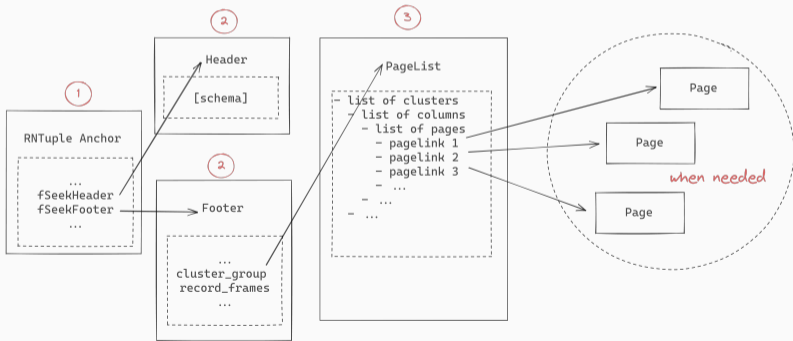 1
RNTuple Anchor
...
fSeekHeader
fSeekFooter
...
2
Header
[schema]
2
Footer
...
cluster_group
record_frames
...
3
PageList
- list of clusters
- list of columns
- list of pages
- pagelink 1
- pagelink 2
- pagelink 3
- ...
- ...
- ...
Page
Page
when needed
Page